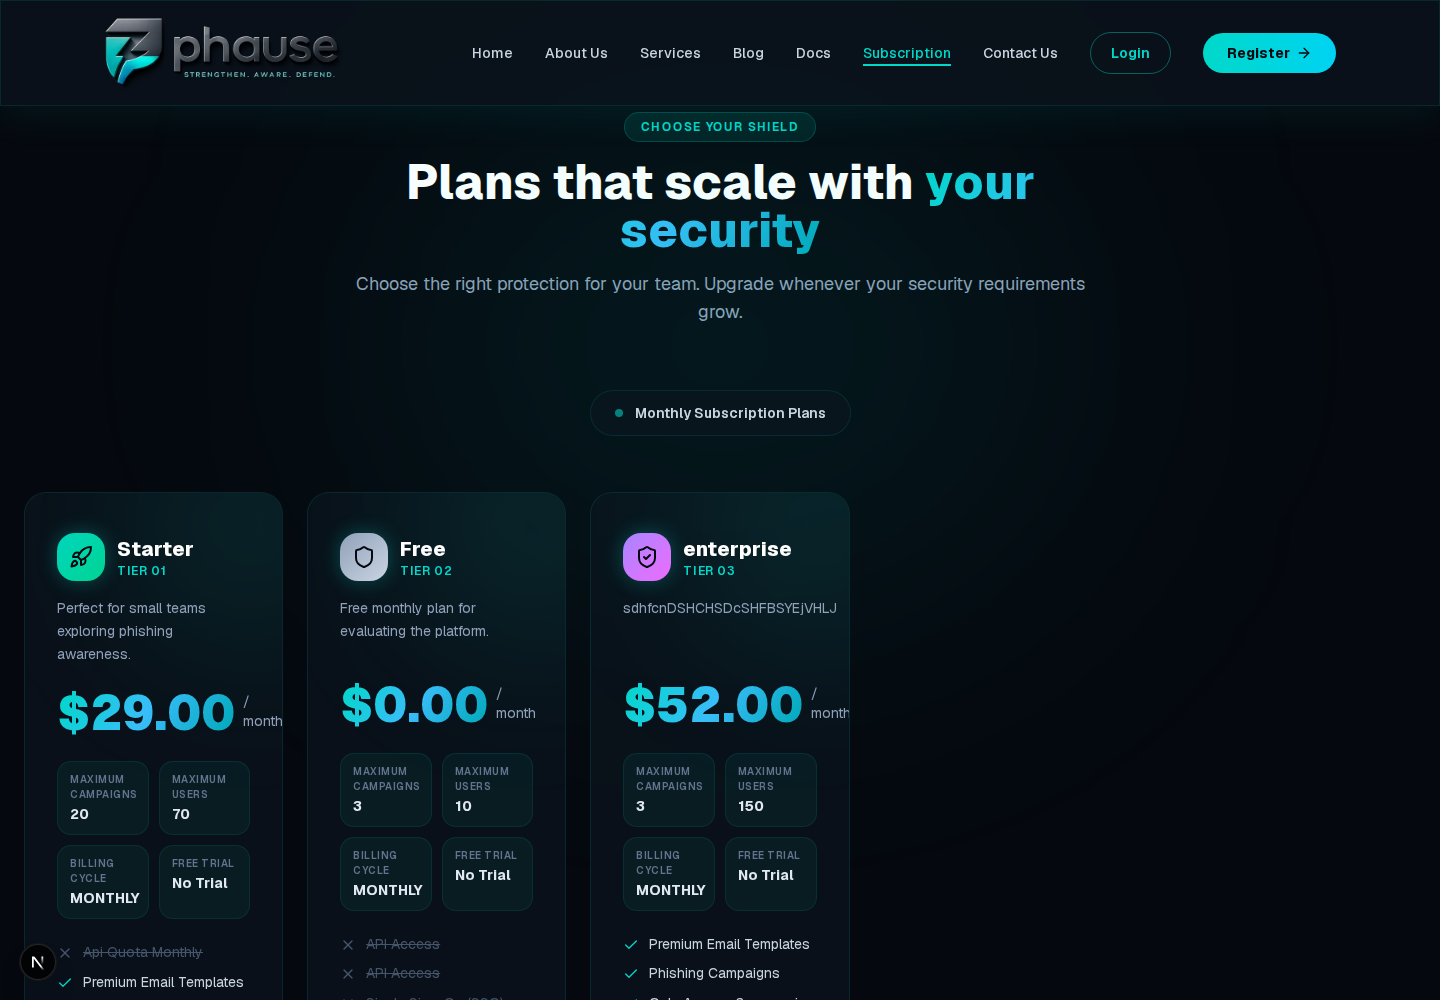 phause
STRENGTHEN. AWARE. DEFEND.
Home
About Us
Services
Blog
Docs
Subscription
Contact Us
Login
Register
CHOOSE YOUR SHIELD
Plans that scale with your
security
Choose the right protection for your team. Upgrade whenever your security requirements
grow.
Monthly Subscription Plans
Starter
TIER 01
Perfect for small teams
exploring phishing
awareness.
$29.00 /
month
MAXIMUM
CAMPAIGNS
20
MAXIMUM
USERS
70
BILLING
CYCLE
MONTHLY
FREE TRIAL
No Trial
Api Quota Monthly
Premium Email Templates
Free
TIER 02
Free monthly plan for
evaluating the platform.
$0.00 /
month
MAXIMUM
CAMPAIGNS
3
MAXIMUM
USERS
10
BILLING
CYCLE
MONTHLY
FREE TRIAL
No Trial
API Access
API Access
enterprise
TIER 03
sdhfcnDSHCHSDcSHFBSYEjVHLJ
$52.00 /
month
MAXIMUM
CAMPAIGNS
3
MAXIMUM
USERS
150
BILLING
CYCLE
MONTHLY
FREE TRIAL
No Trial
Premium Email Templates
Phishing Campaigns
N